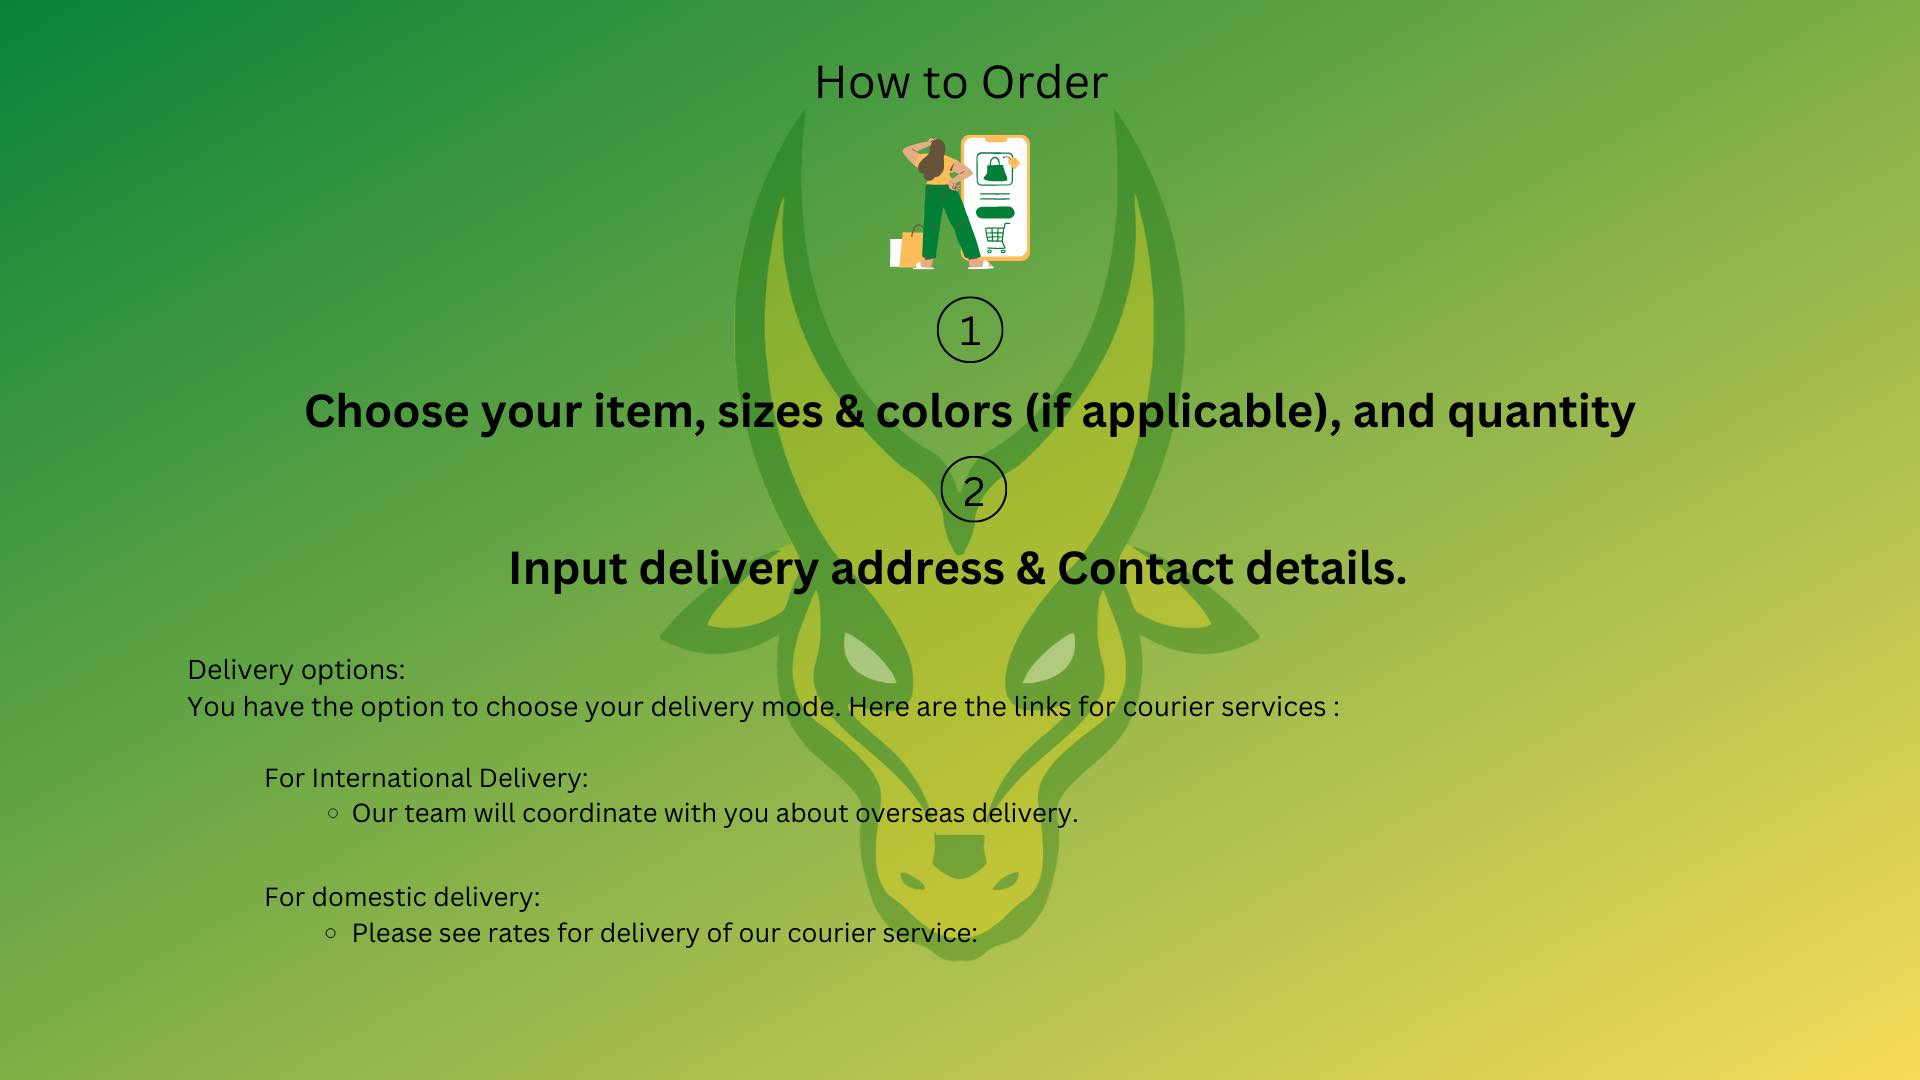 How to Order
1
Choose your item, sizes & colors (if applicable), and quantity
2
Input delivery address & Contact details.
Delivery options:
You have the option to choose your delivery mode. Here are the links for courier services :
For International Delivery:
◦ Our team will coordinate with you about overseas delivery.
For domestic delivery:
◦ Please see rates for delivery of our courier service: